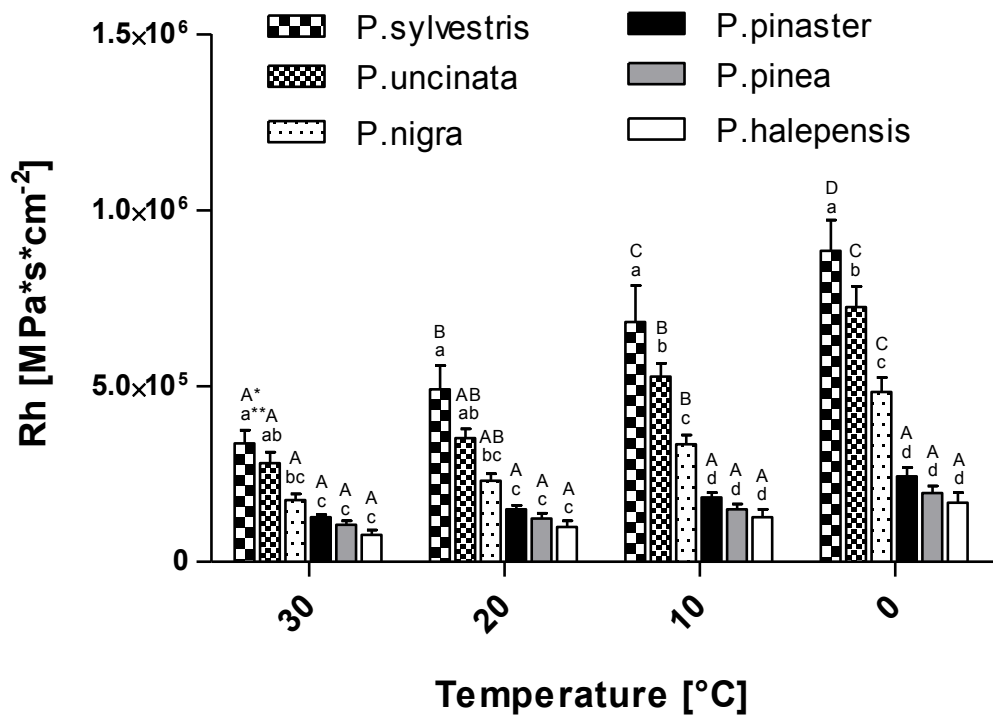 1.5×10⁶
P.sylvestris
P.pinaster
P.uncinata
P.pinea
P.nigra
P.halepensis
1.0×10⁶
5.0×10⁵
0
Rh [MPa*s*cm⁻²]
A*
a**
A
ab
A
bc
A
c
A
c
A
c
B
a
AB
ab
AB
bc
A
c
A
c
A
c
C
a
B
b
B
c
A
d
A
d
A
d
D
a
C
b
C
c
A
d
A
d
A
d
30
20
10
0
Temperature [°C]